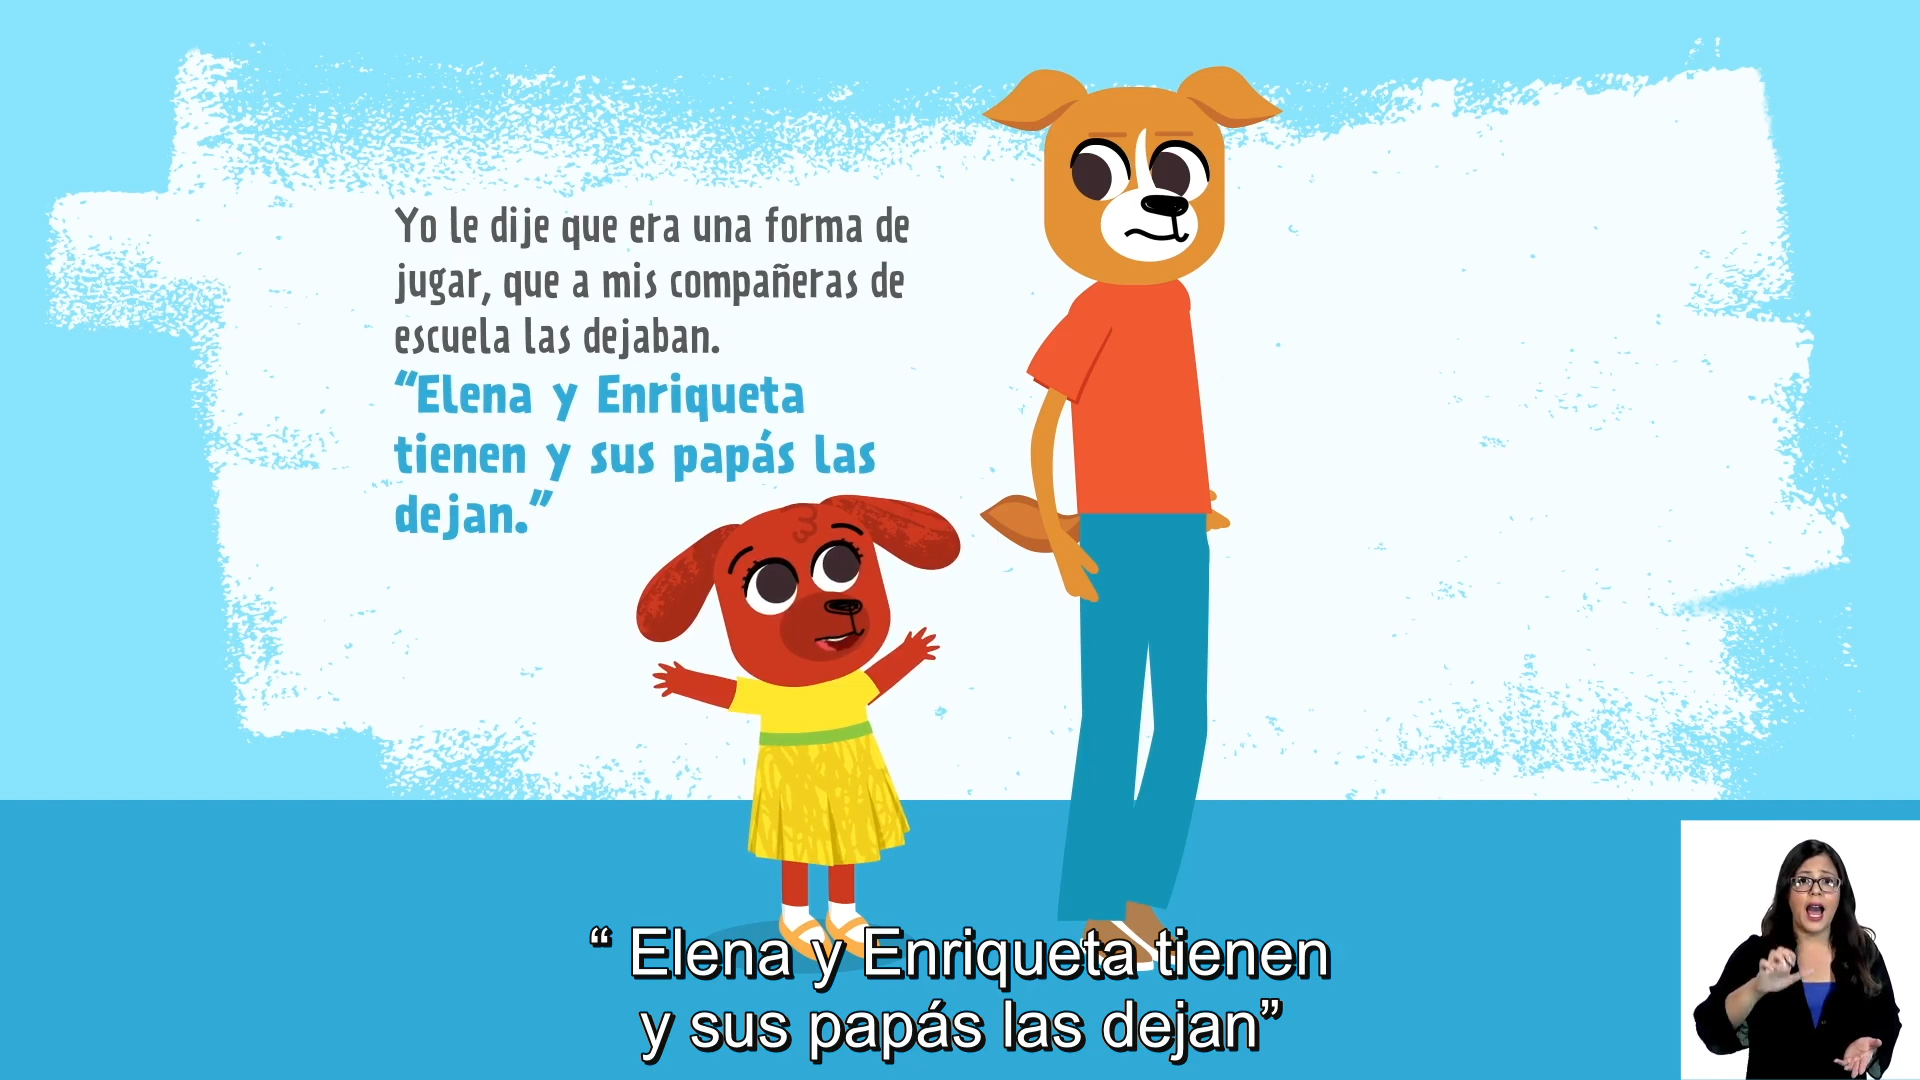 Yo le dije que era una forma de
jugar, que a mis compañeras de
escuela las dejaban.
“Elena y Enriqueta
tienen y sus papás las
dejan.”
“ Elena y Enriqueta tienen
y sus papás las dejan”